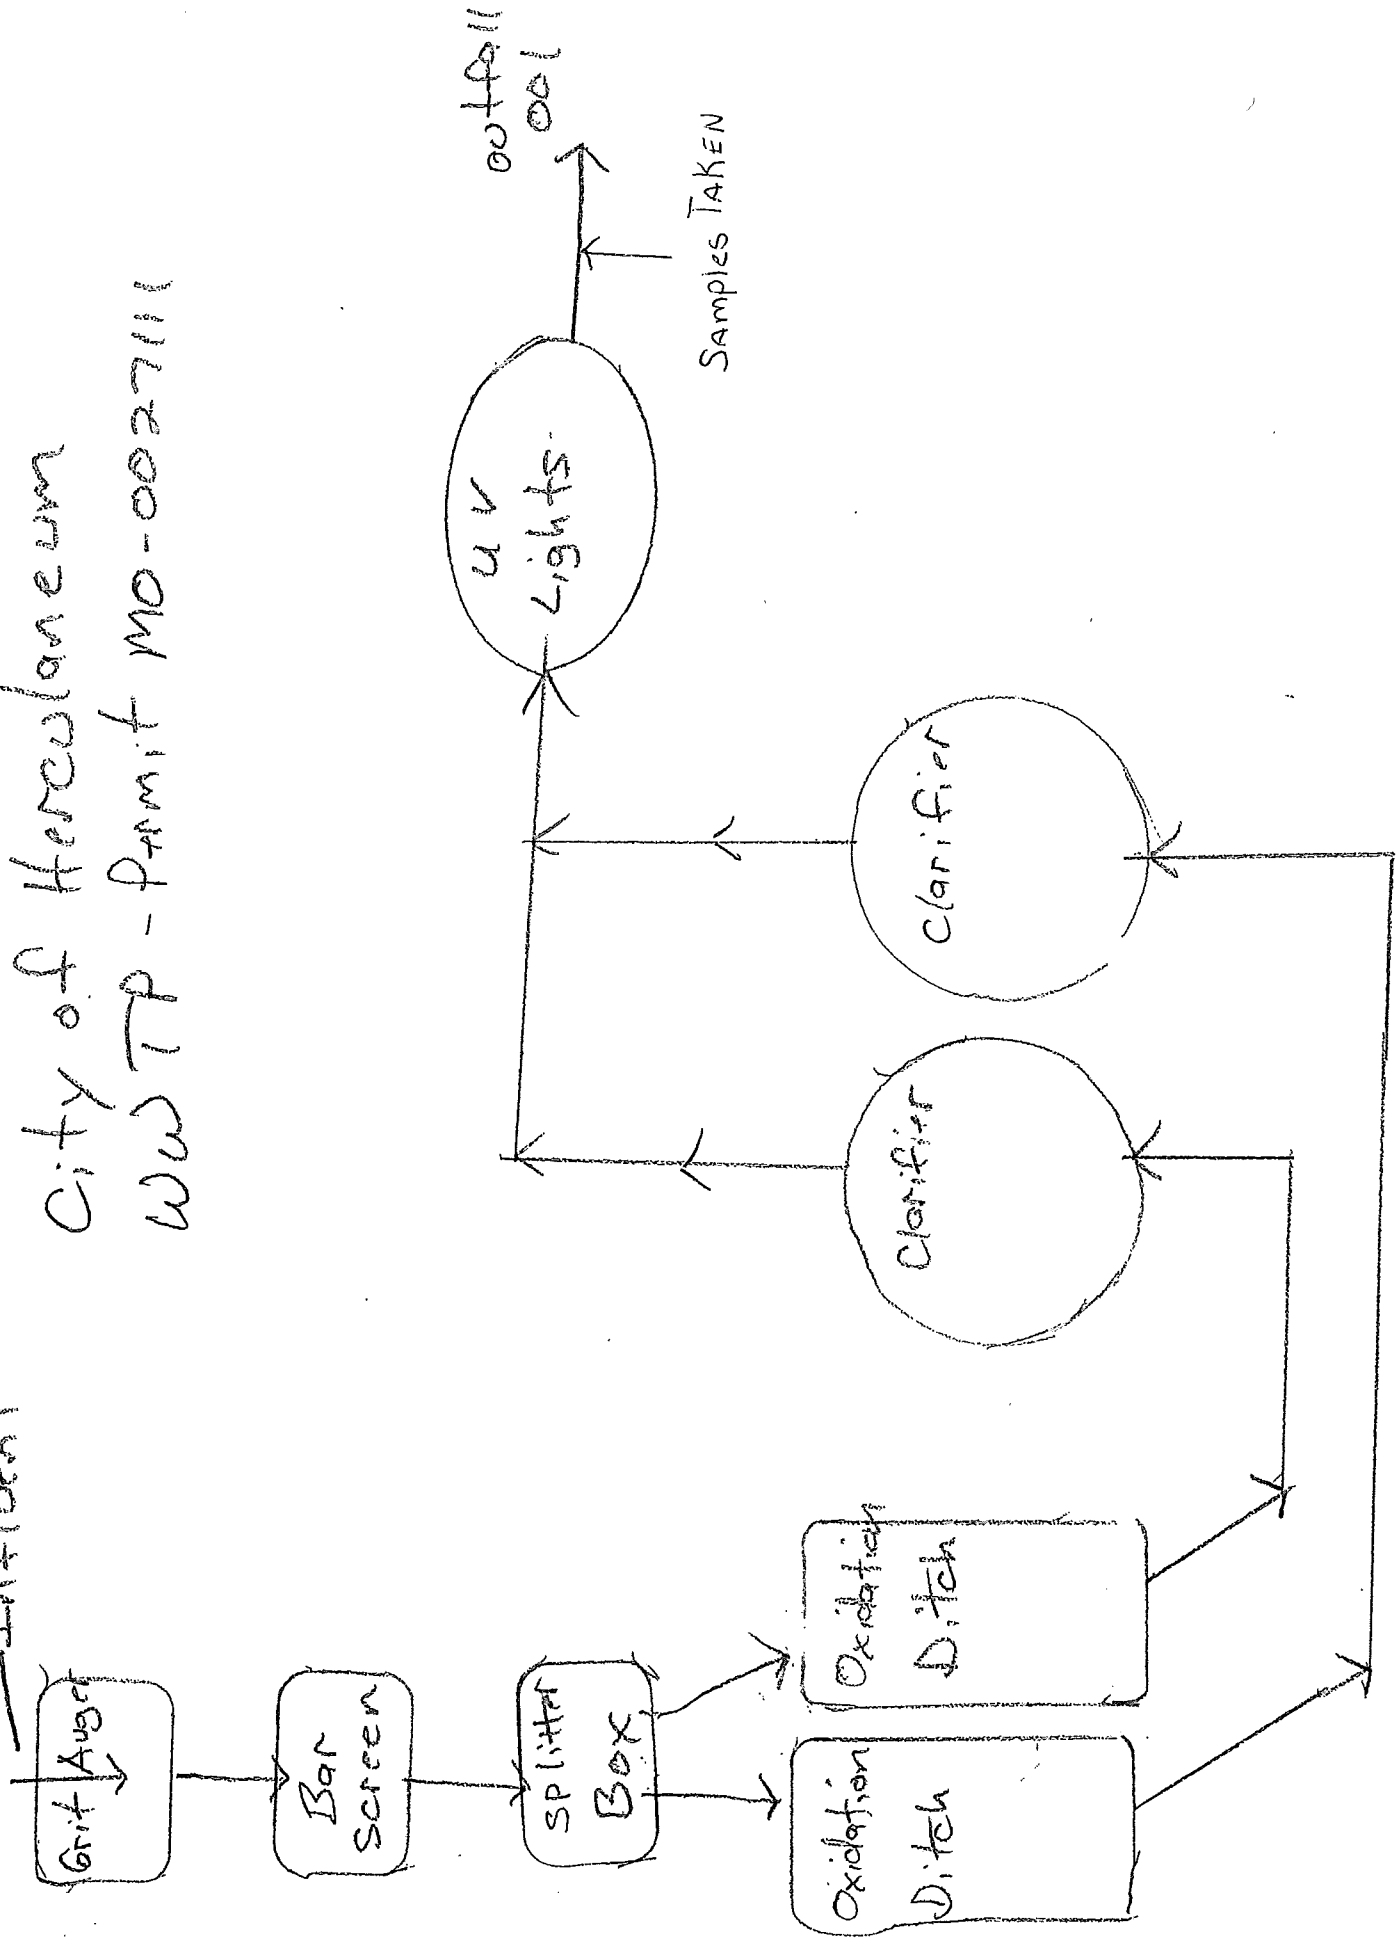 City of Herculaneum
WWTP - Permit MO-0027111
Influent
Grit Auger
Bar
Screen
Splitter
Box
Oxidation
Ditch
Oxidation
Ditch
Clarifier
Clarifier
UV
Lights
outfall
001
SAMPles TAKEN